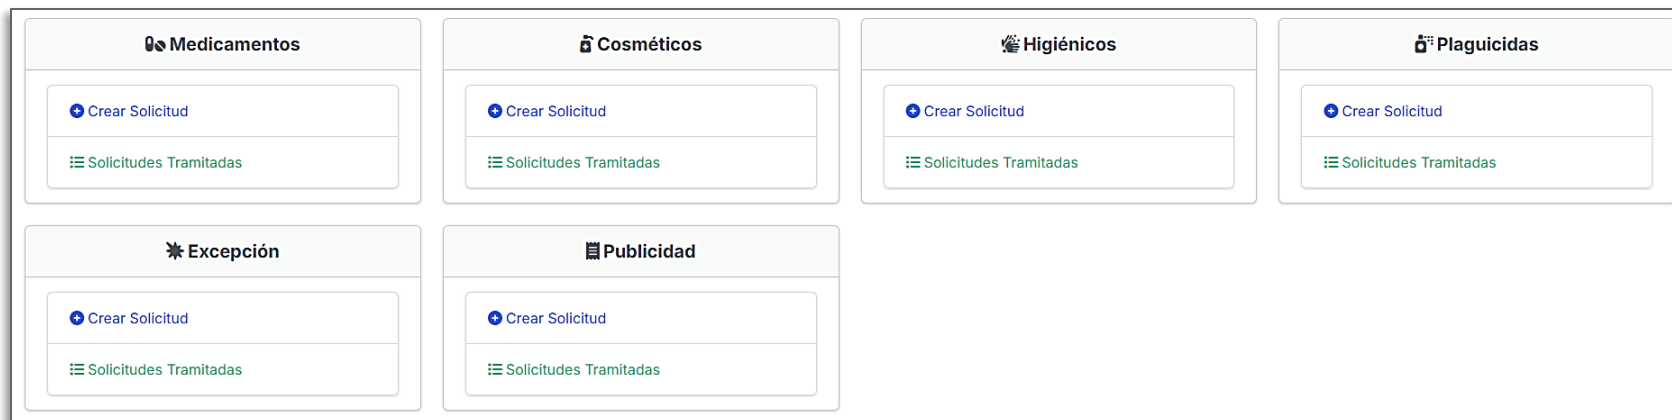 Medicamentos
Crear Solicitud
Solicitudes Tramitadas
Cosméticos
Crear Solicitud
Solicitudes Tramitadas
Higiénicos
Crear Solicitud
Solicitudes Tramitadas
Plaguicidas
Crear Solicitud
Solicitudes Tramitadas
Excepción
Crear Solicitud
Solicitudes Tramitadas
Publicidad
Crear Solicitud
Solicitudes Tramitadas